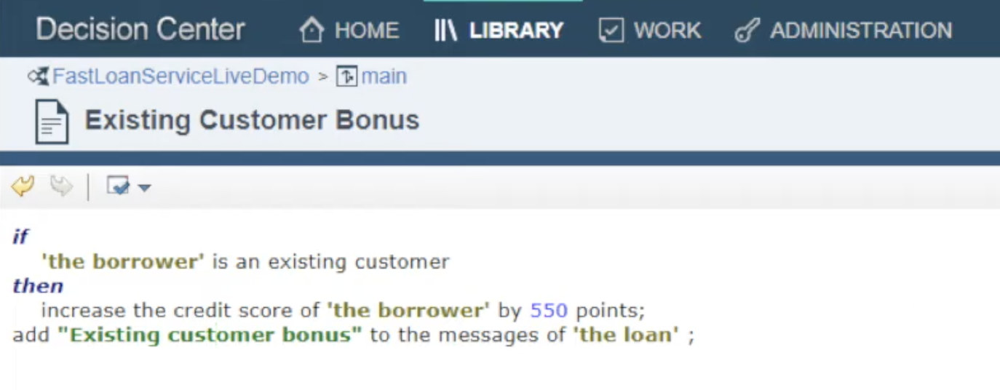 Decision Center HOME LIBRARY WORK ADMINISTRATION
FastLoanServiceLiveDemo > main
Existing Customer Bonus
if
'the borrower' is an existing customer
then
increase the credit score of 'the borrower' by 550 points;
add "Existing customer bonus" to the messages of 'the loan' ;